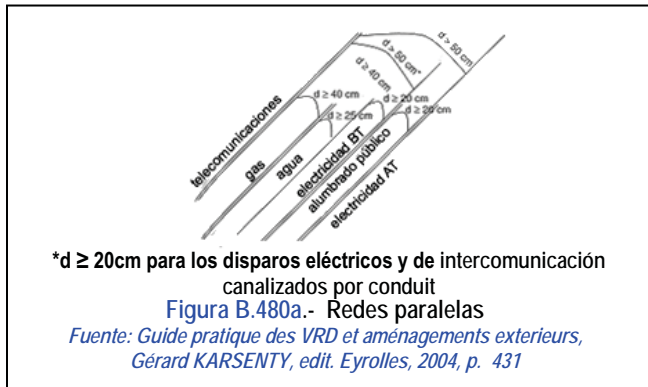 d > 50 cm
d > 50 cm*
d ≥ 40 cm
d ≥ 40 cm
d ≥ 20 cm
d ≥ 25 cm
d ≥ 20 cm
telecomunicaciones
gas
agua
electricidad BT
alumbrado público
electricidad AT
*d ≥ 20cm para los disparos eléctricos y de intercomunicación
canalizados por conduit
Figura B.480a.- Redes paralelas
Fuente: Guide pratique des VRD et aménagements exterieurs,
Gérard KARSENTY, edit. Eyrolles, 2004, p. 431